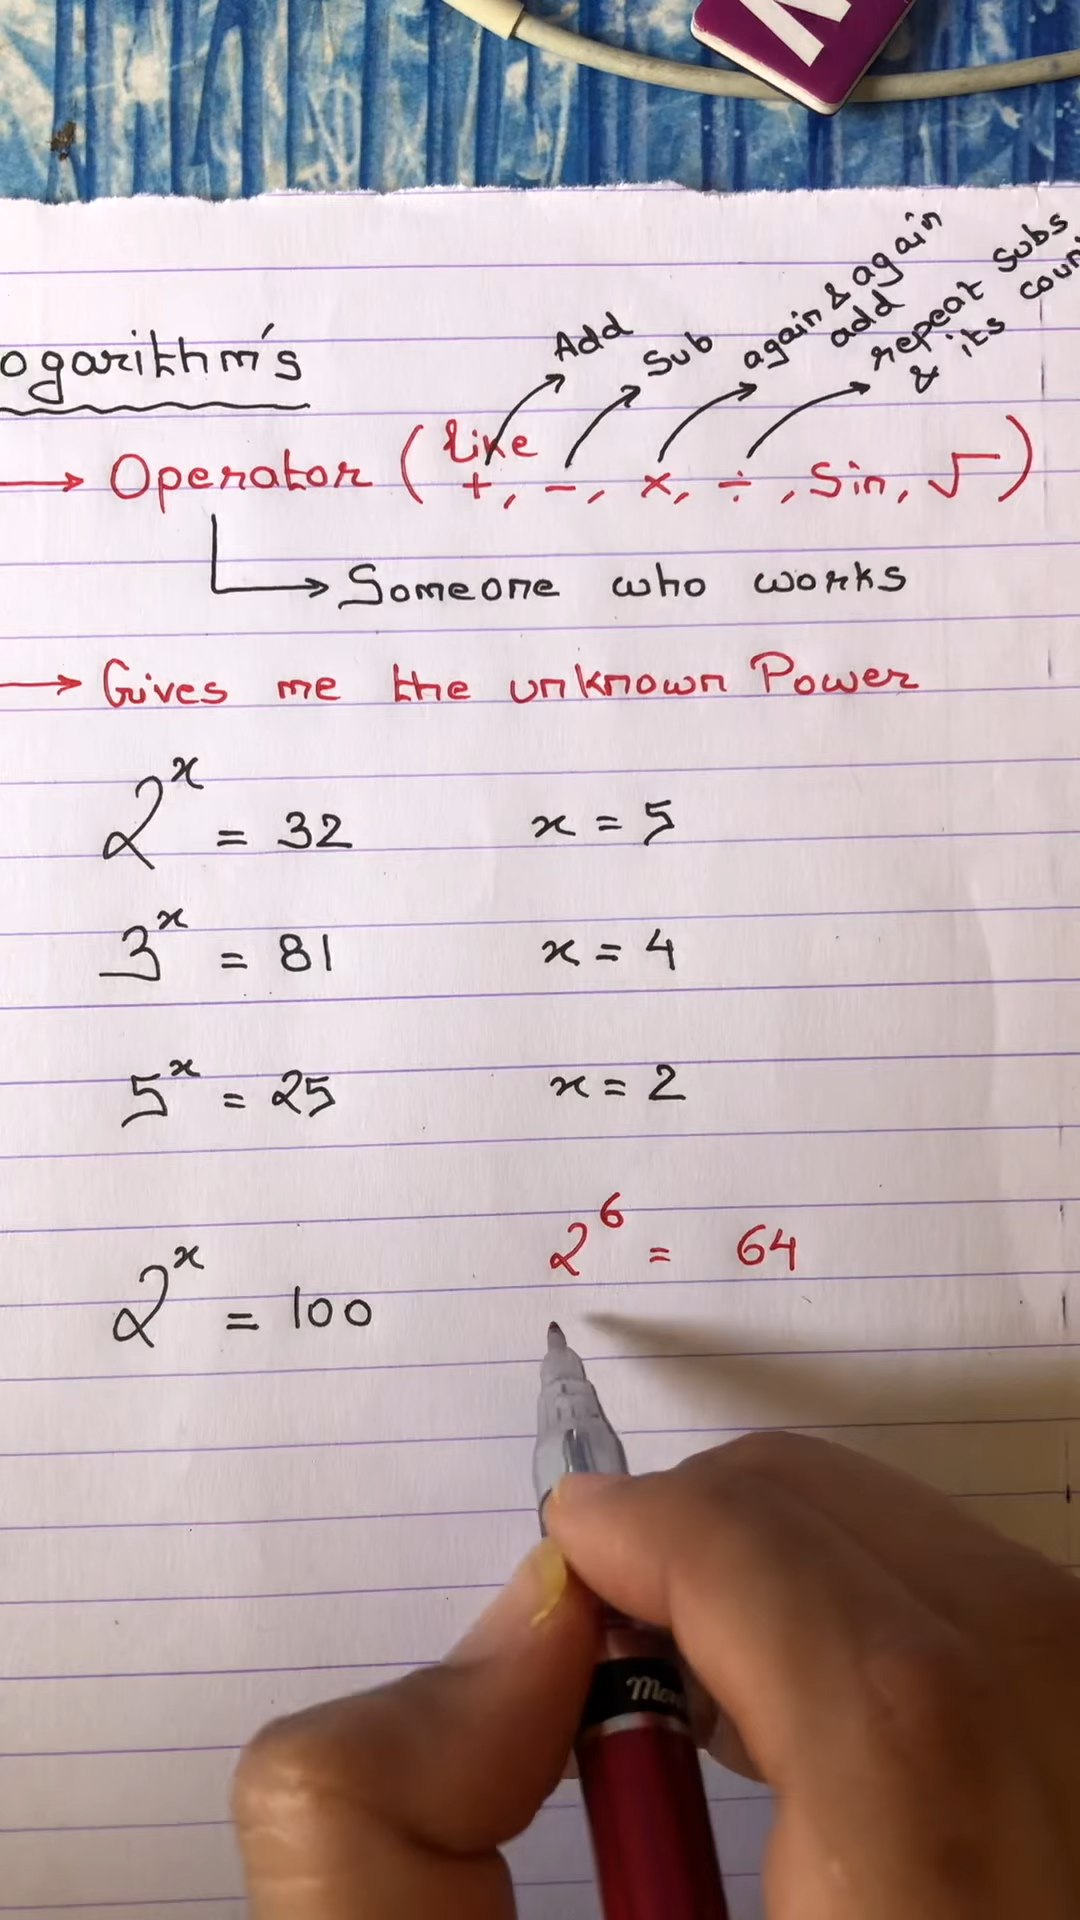 ogarithm's
Add
Sub
again & again
add
repeat subs
& its
→ Operator ( like
+, -, ×, ÷, Sin, √ )
→ Someone who works
→ Gives me the unknown Power
2^x = 32 x = 5
3^x = 81 x = 4
5^x = 25 x = 2
2^6 = 64
2^x = 100